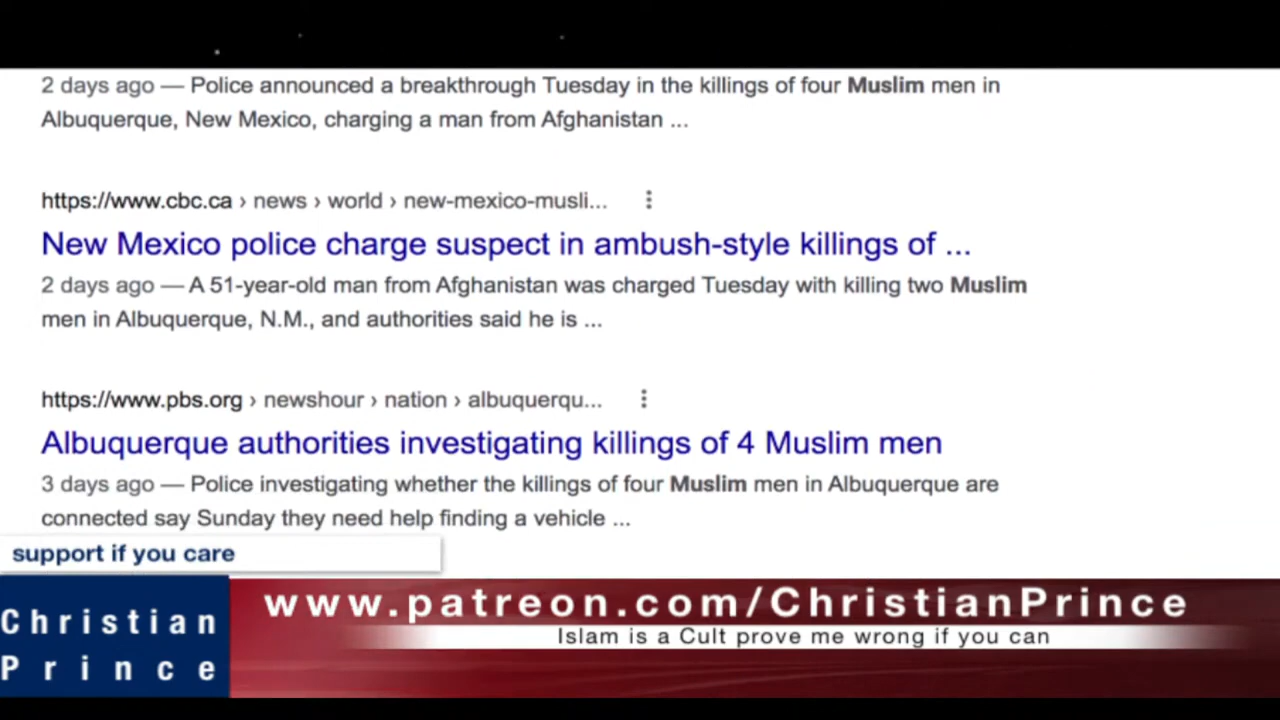 2 days ago — Police announced a breakthrough Tuesday in the killings of four Muslim men in
Albuquerque, New Mexico, charging a man from Afghanistan ...
https://www.cbc.ca › news › world › new-mexico-musli...
New Mexico police charge suspect in ambush-style killings of ...
2 days ago — A 51-year-old man from Afghanistan was charged Tuesday with killing two Muslim
men in Albuquerque, N.M., and authorities said he is ...
https://www.pbs.org › newshour › nation › albuquerqu...
Albuquerque authorities investigating killings of 4 Muslim men
3 days ago — Police investigating whether the killings of four Muslim men in Albuquerque are
connected say Sunday they need help finding a vehicle ...
support if you care
Christian
Prince
www.patreon.com/ChristianPrince
Islam is a Cult prove me wrong if you can